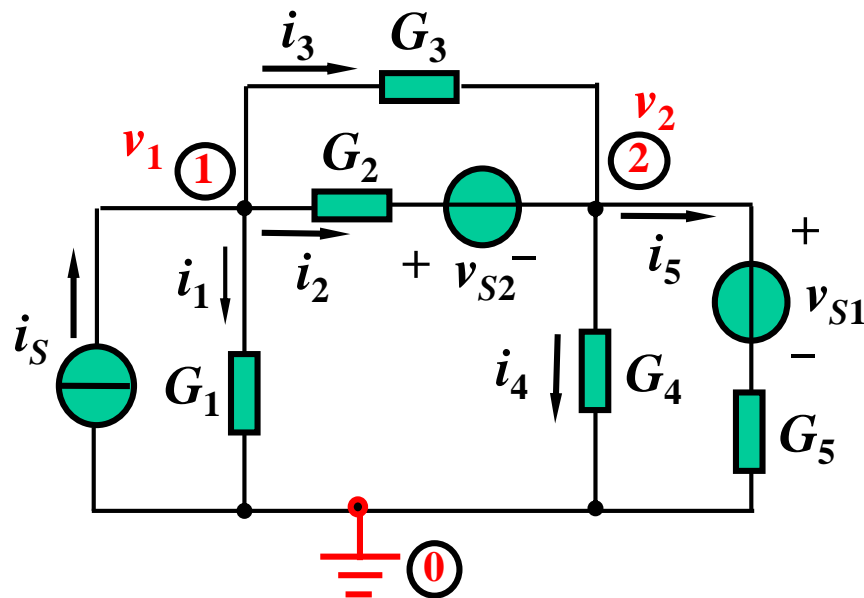 i3 G3
v1 1 G2 v2 2
i1 i2 + vS2 − i5 +
iS G1 i4 G4 vS1 −
G5
0